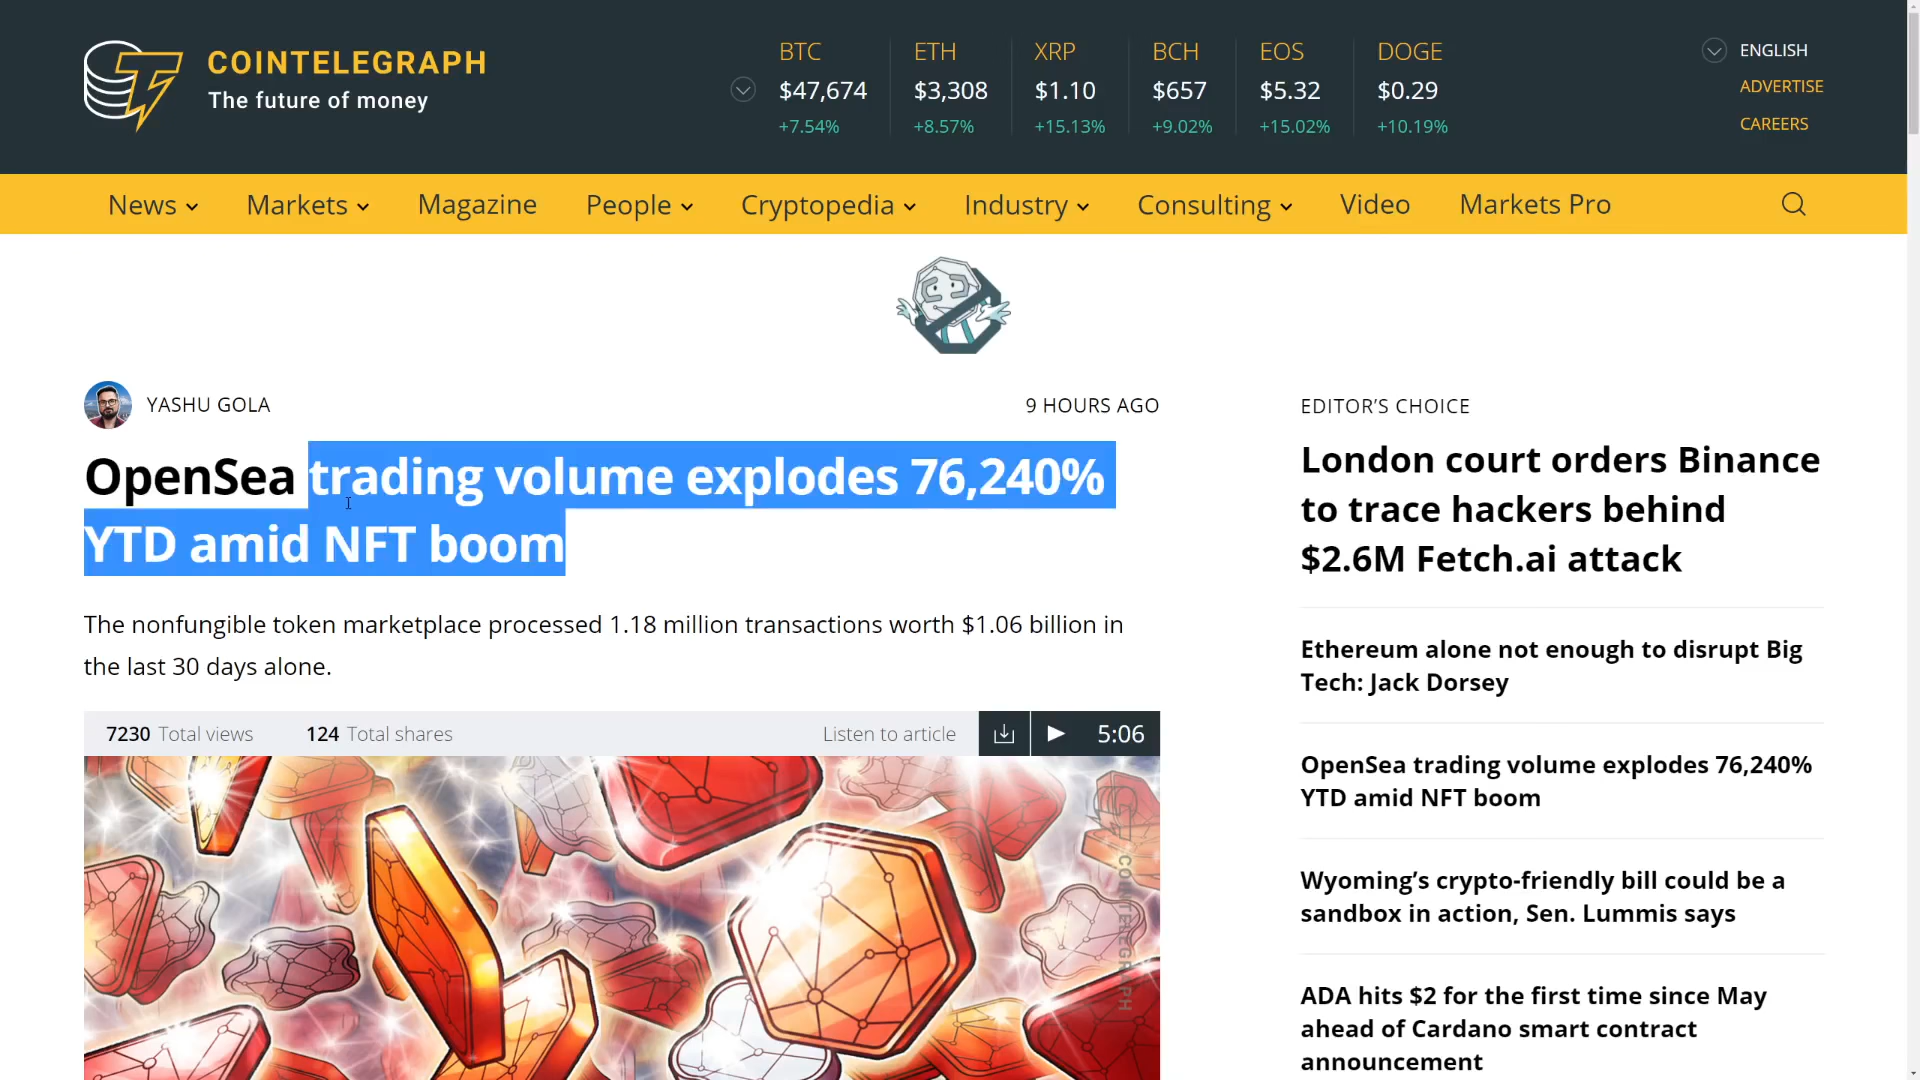 COINTELEGRAPH
The future of money
BTC
$47,674
+7.54%
ETH
$3,308
+8.57%
XRP
$1.10
+15.13%
BCH
$657
+9.02%
EOS
$5.32
+15.02%
DOGE
$0.29
+10.19%
ENGLISH
ADVERTISE
CAREERS
News Markets Magazine People Cryptopedia Industry Consulting Video Markets Pro
YASHU GOLA
9 HOURS AGO
OpenSea trading volume explodes 76,240%
YTD amid NFT boom
The nonfungible token marketplace processed 1.18 million transactions worth $1.06 billion in
the last 30 days alone.
7230 Total views 124 Total shares Listen to article 5:06
COINTELEGRAPH
EDITOR’S CHOICE
London court orders Binance
to trace hackers behind
$2.6M Fetch.ai attack
Ethereum alone not enough to disrupt Big
Tech: Jack Dorsey
OpenSea trading volume explodes 76,240%
YTD amid NFT boom
Wyoming’s crypto-friendly bill could be a
sandbox in action, Sen. Lummis says
ADA hits $2 for the first time since May
ahead of Cardano smart contract
announcement